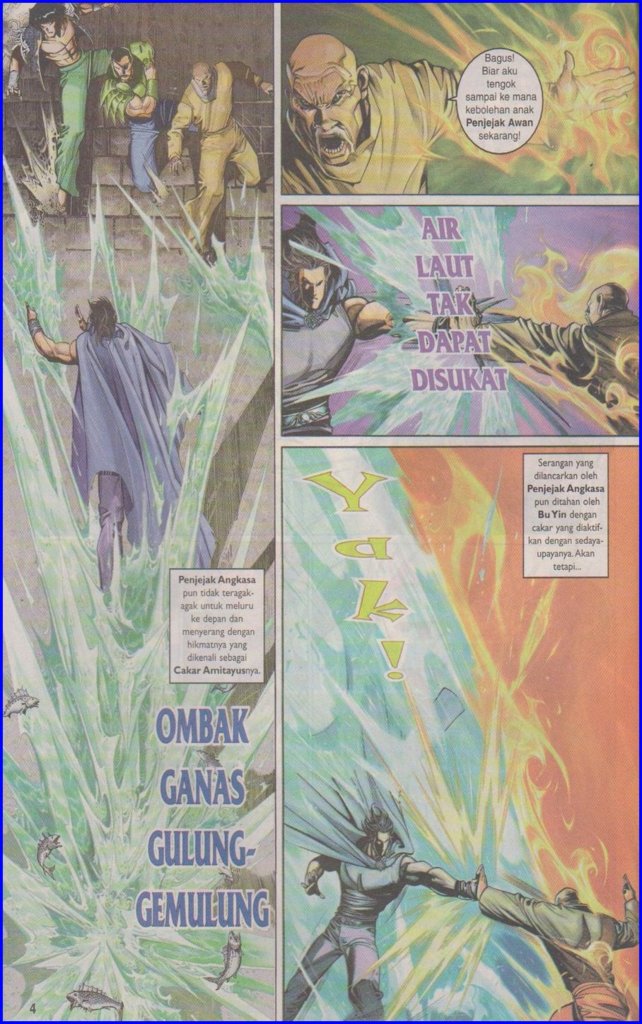 Penjejak Angkasa
pun tidak teragak-
agak untuk meluru
ke depan dan
menyerang dengan
hikmatnya yang
dikenali sebagai
Cakar Amitayusnya.
OMBAK
GANAS
GULUNG-
GEMULUNG
4
Bagus!
Biar aku
tengok
sampai ke mana
kebolehan anak
Penjejak Awan
sekarang!
AIR
LAUT
TAK
DAPAT
DISUKAT
Serangan yang
dilancarkan oleh
Penjejak Angkasa
pun ditahan oleh
Bu Yin dengan
cakar yang diaktif-
kan dengan sedaya-
upayanya. Akan
tetapi...
Yak!